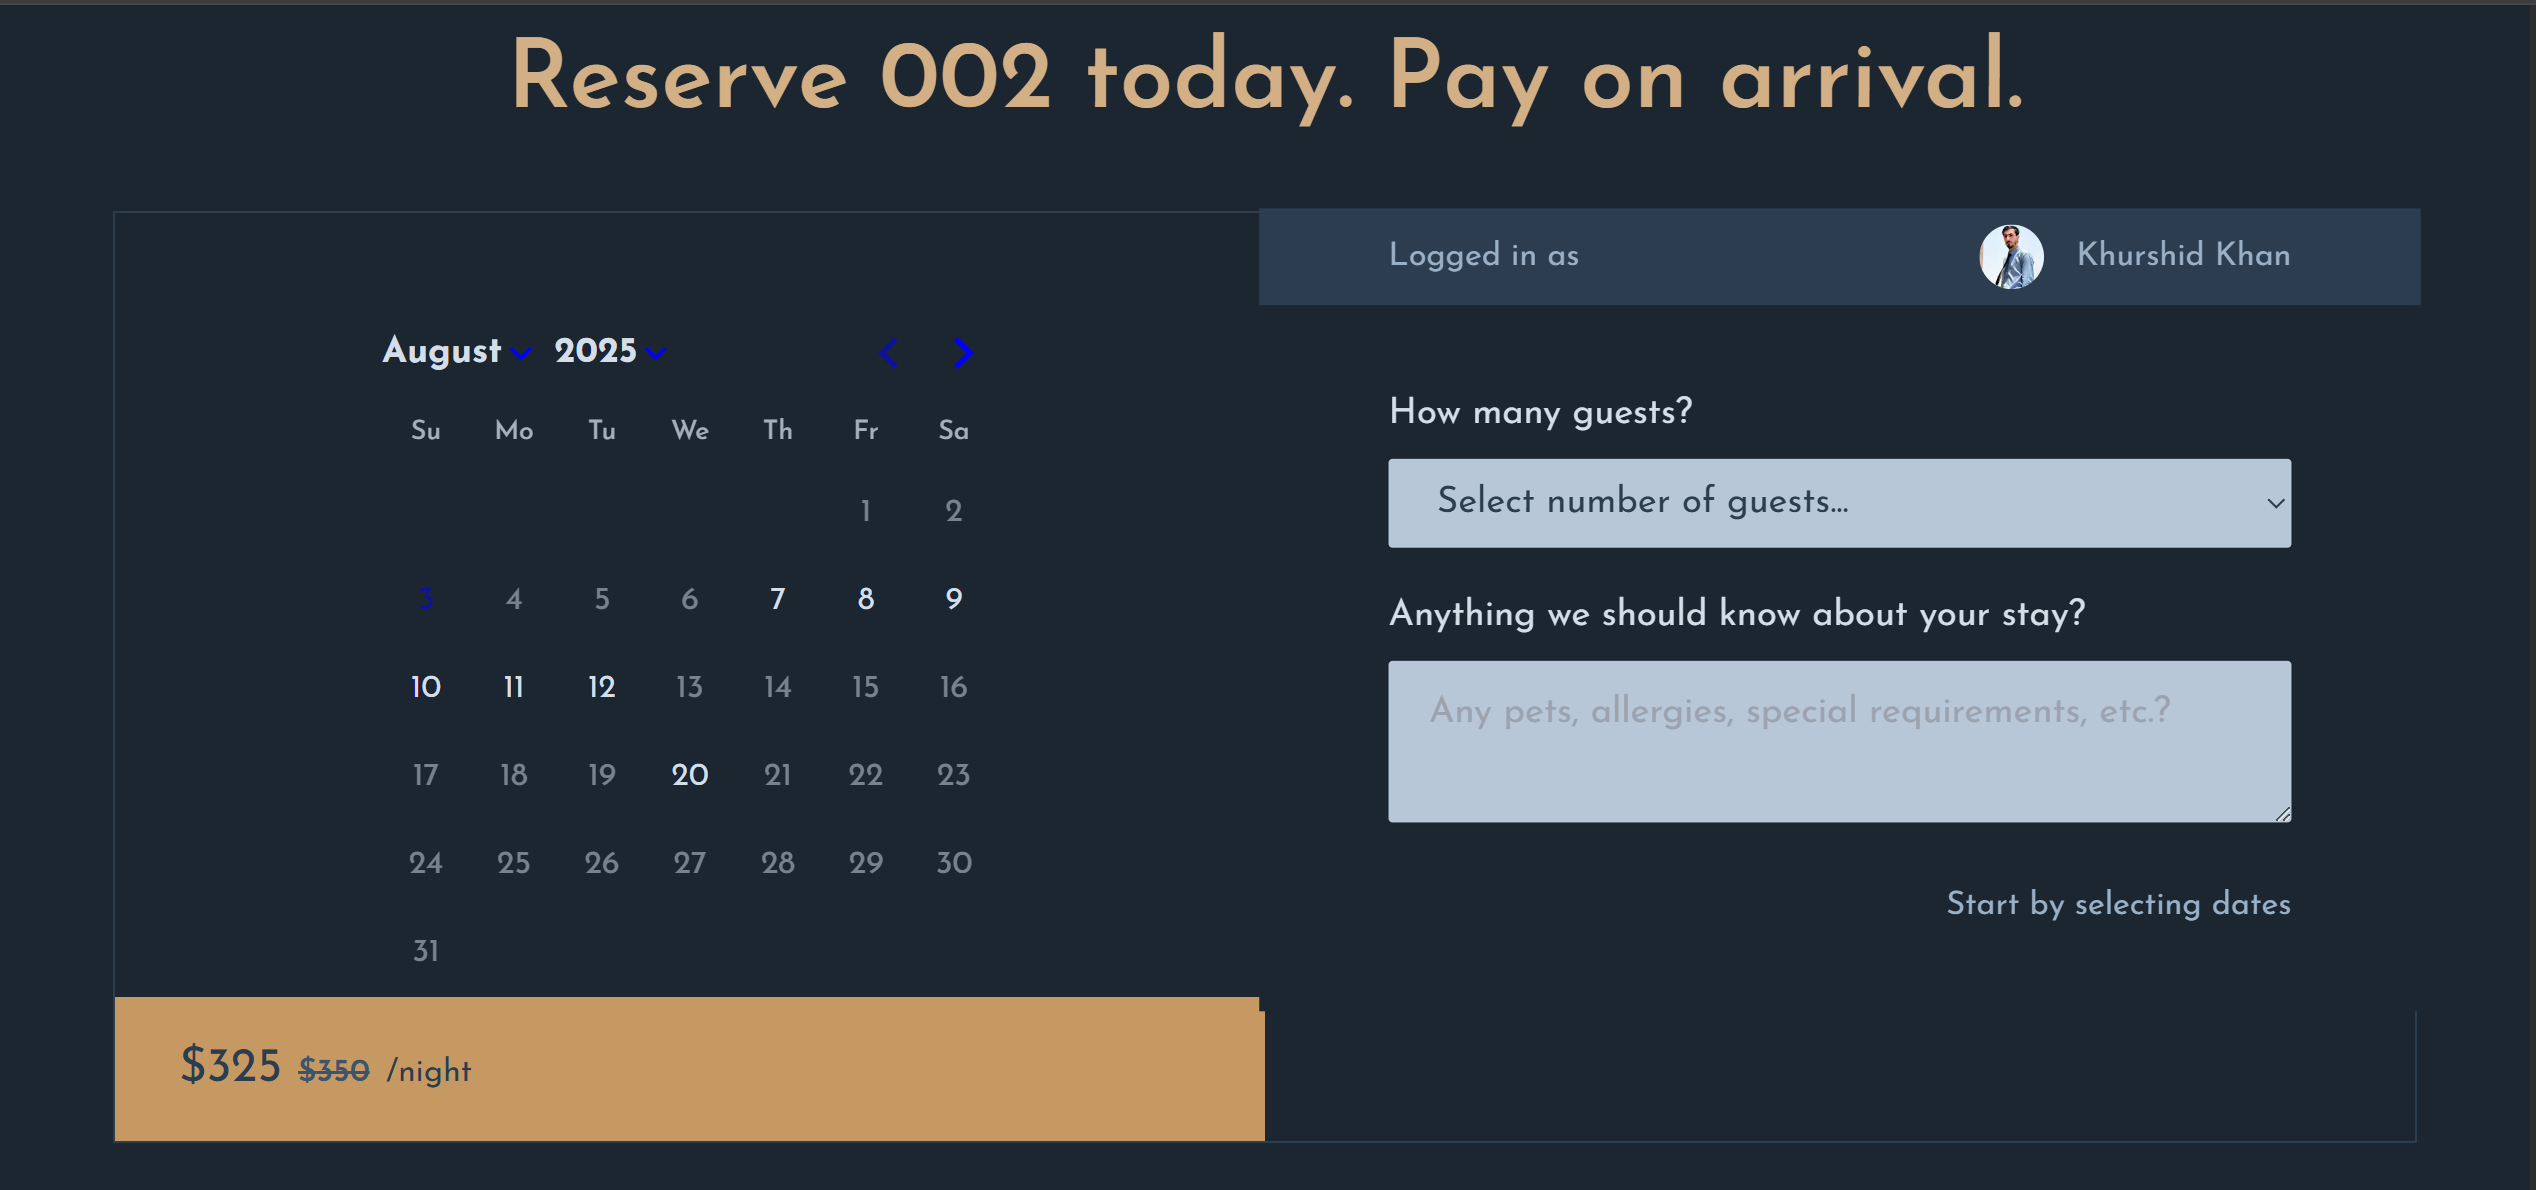 Reserve 002 today. Pay on arrival.
Logged in as Khurshid Khan
August 2025
Su Mo Tu We Th Fr Sa
1 2
3 4 5 6 7 8 9
10 11 12 13 14 15 16
17 18 19 20 21 22 23
24 25 26 27 28 29 30
31
$325 $350 /night
How many guests?
Select number of guests...
Anything we should know about your stay?
Any pets, allergies, special requirements, etc.?
Start by selecting dates